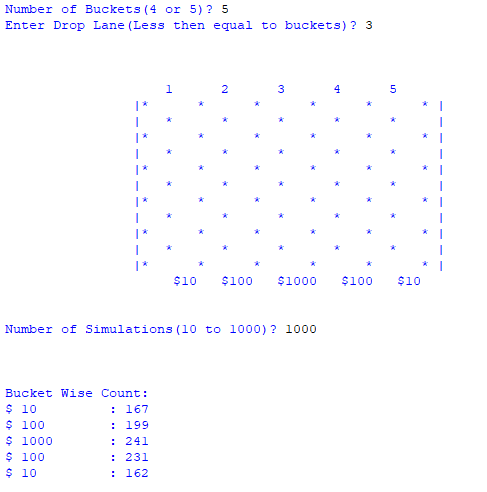 Number of Buckets(4 or 5)? 5
Enter Drop Lane(Less then equal to buckets)? 3
1 2 3 4 5
|* * * * * * |
| * * * * * |
|* * * * * * |
| * * * * * |
|* * * * * * |
| * * * * * |
|* * * * * * |
| * * * * * |
|* * * * * * |
| * * * * * |
|* * * * * * |
$10 $100 $1000 $100 $10
Number of Simulations(10 to 1000)? 1000
Bucket Wise Count:
$ 10 : 167
$ 100 : 199
$ 1000 : 241
$ 100 : 231
$ 10 : 162